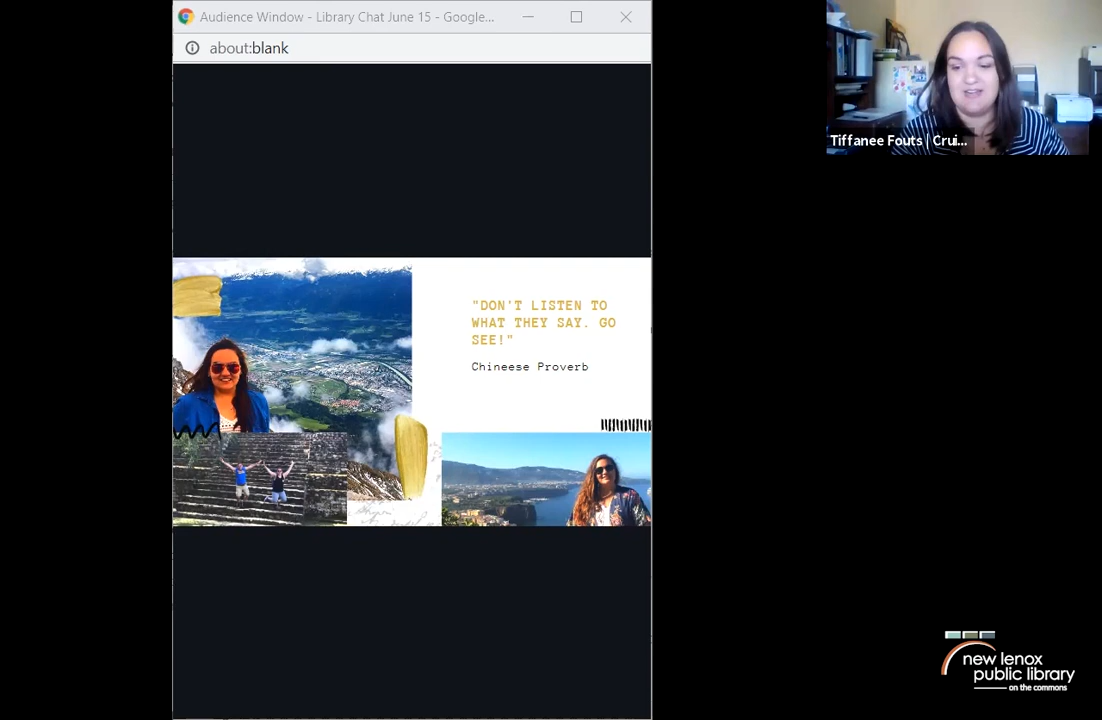 Audience Window - Library Chat June 15 - Google...
about:blank
Tiffanee Fouts | Crui...
"DON'T LISTEN TO
WHAT THEY SAY. GO
SEE!"
Chineese Proverb
new lenox
public library
on the commons